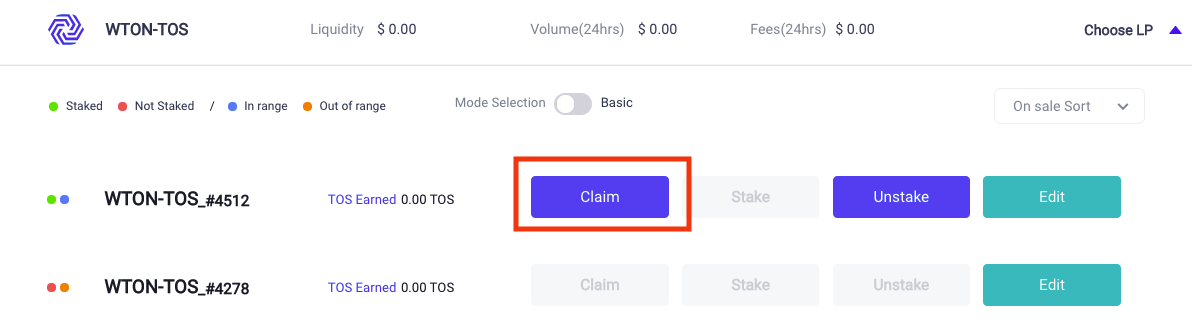 WTON-TOS Liquidity $ 0.00 Volume(24hrs) $ 0.00 Fees(24hrs) $ 0.00 Choose LP
Staked Not Staked / In range Out of range Mode Selection Basic On sale Sort
WTON-TOS_#4512 TOS Earned 0.00 TOS Claim Stake Unstake Edit
WTON-TOS_#4278 TOS Earned 0.00 TOS Claim Stake Unstake Edit